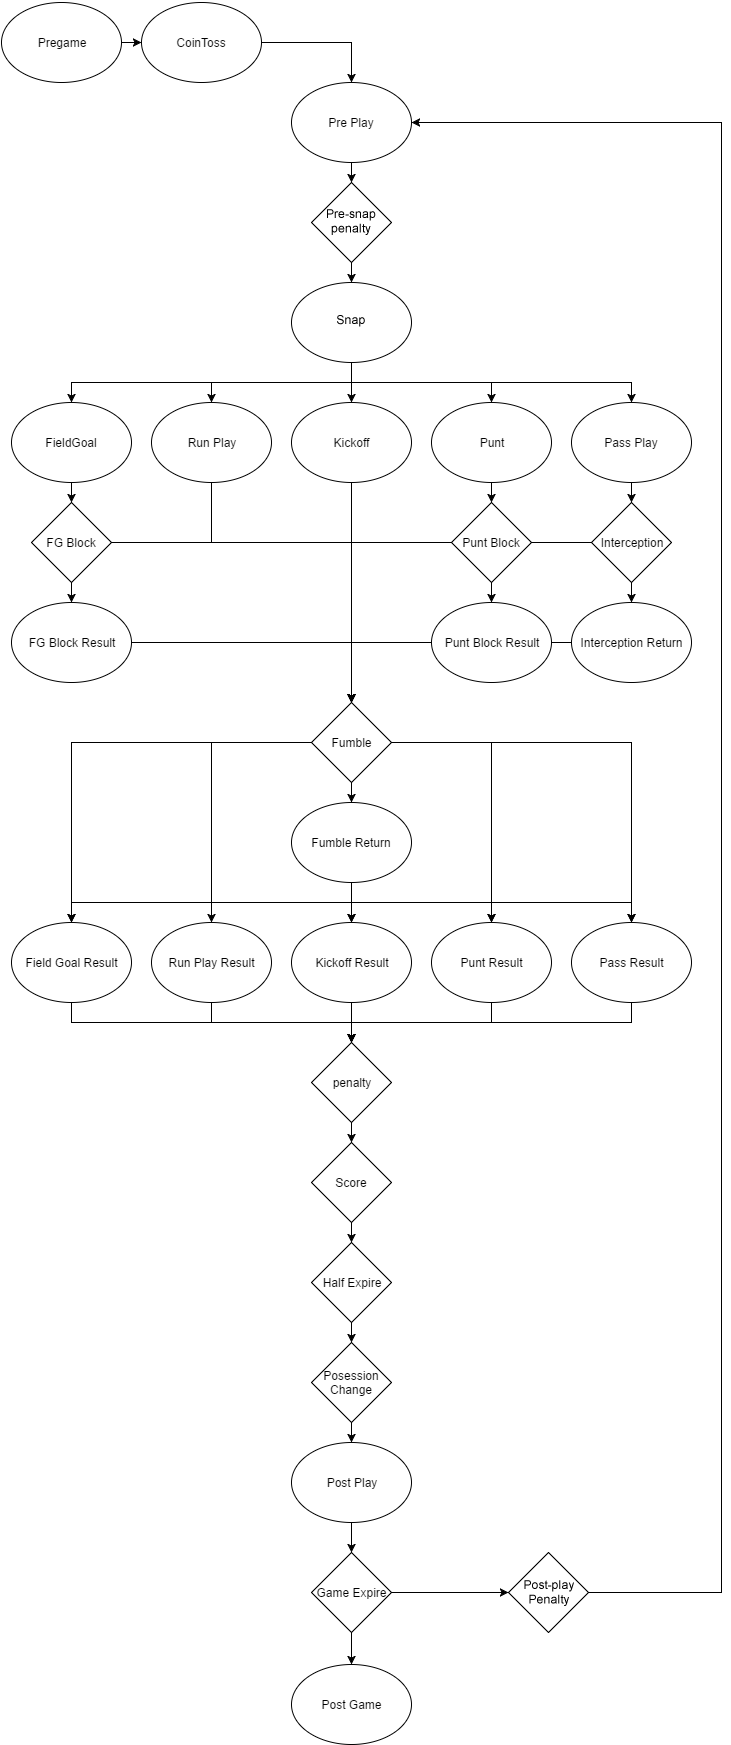 Pregame
CoinToss
Pre Play
Pre-snap
penalty
Snap
FieldGoal
Run Play
Kickoff
Punt
Pass Play
FG Block
Punt Block
Interception
FG Block Result
Punt Block Result
Interception Return
Fumble
Fumble Return
Field Goal Result
Run Play Result
Kickoff Result
Punt Result
Pass Result
penalty
Score
Half Expire
Posession
Change
Post Play
Game Expire
Post-play
Penalty
Post Game